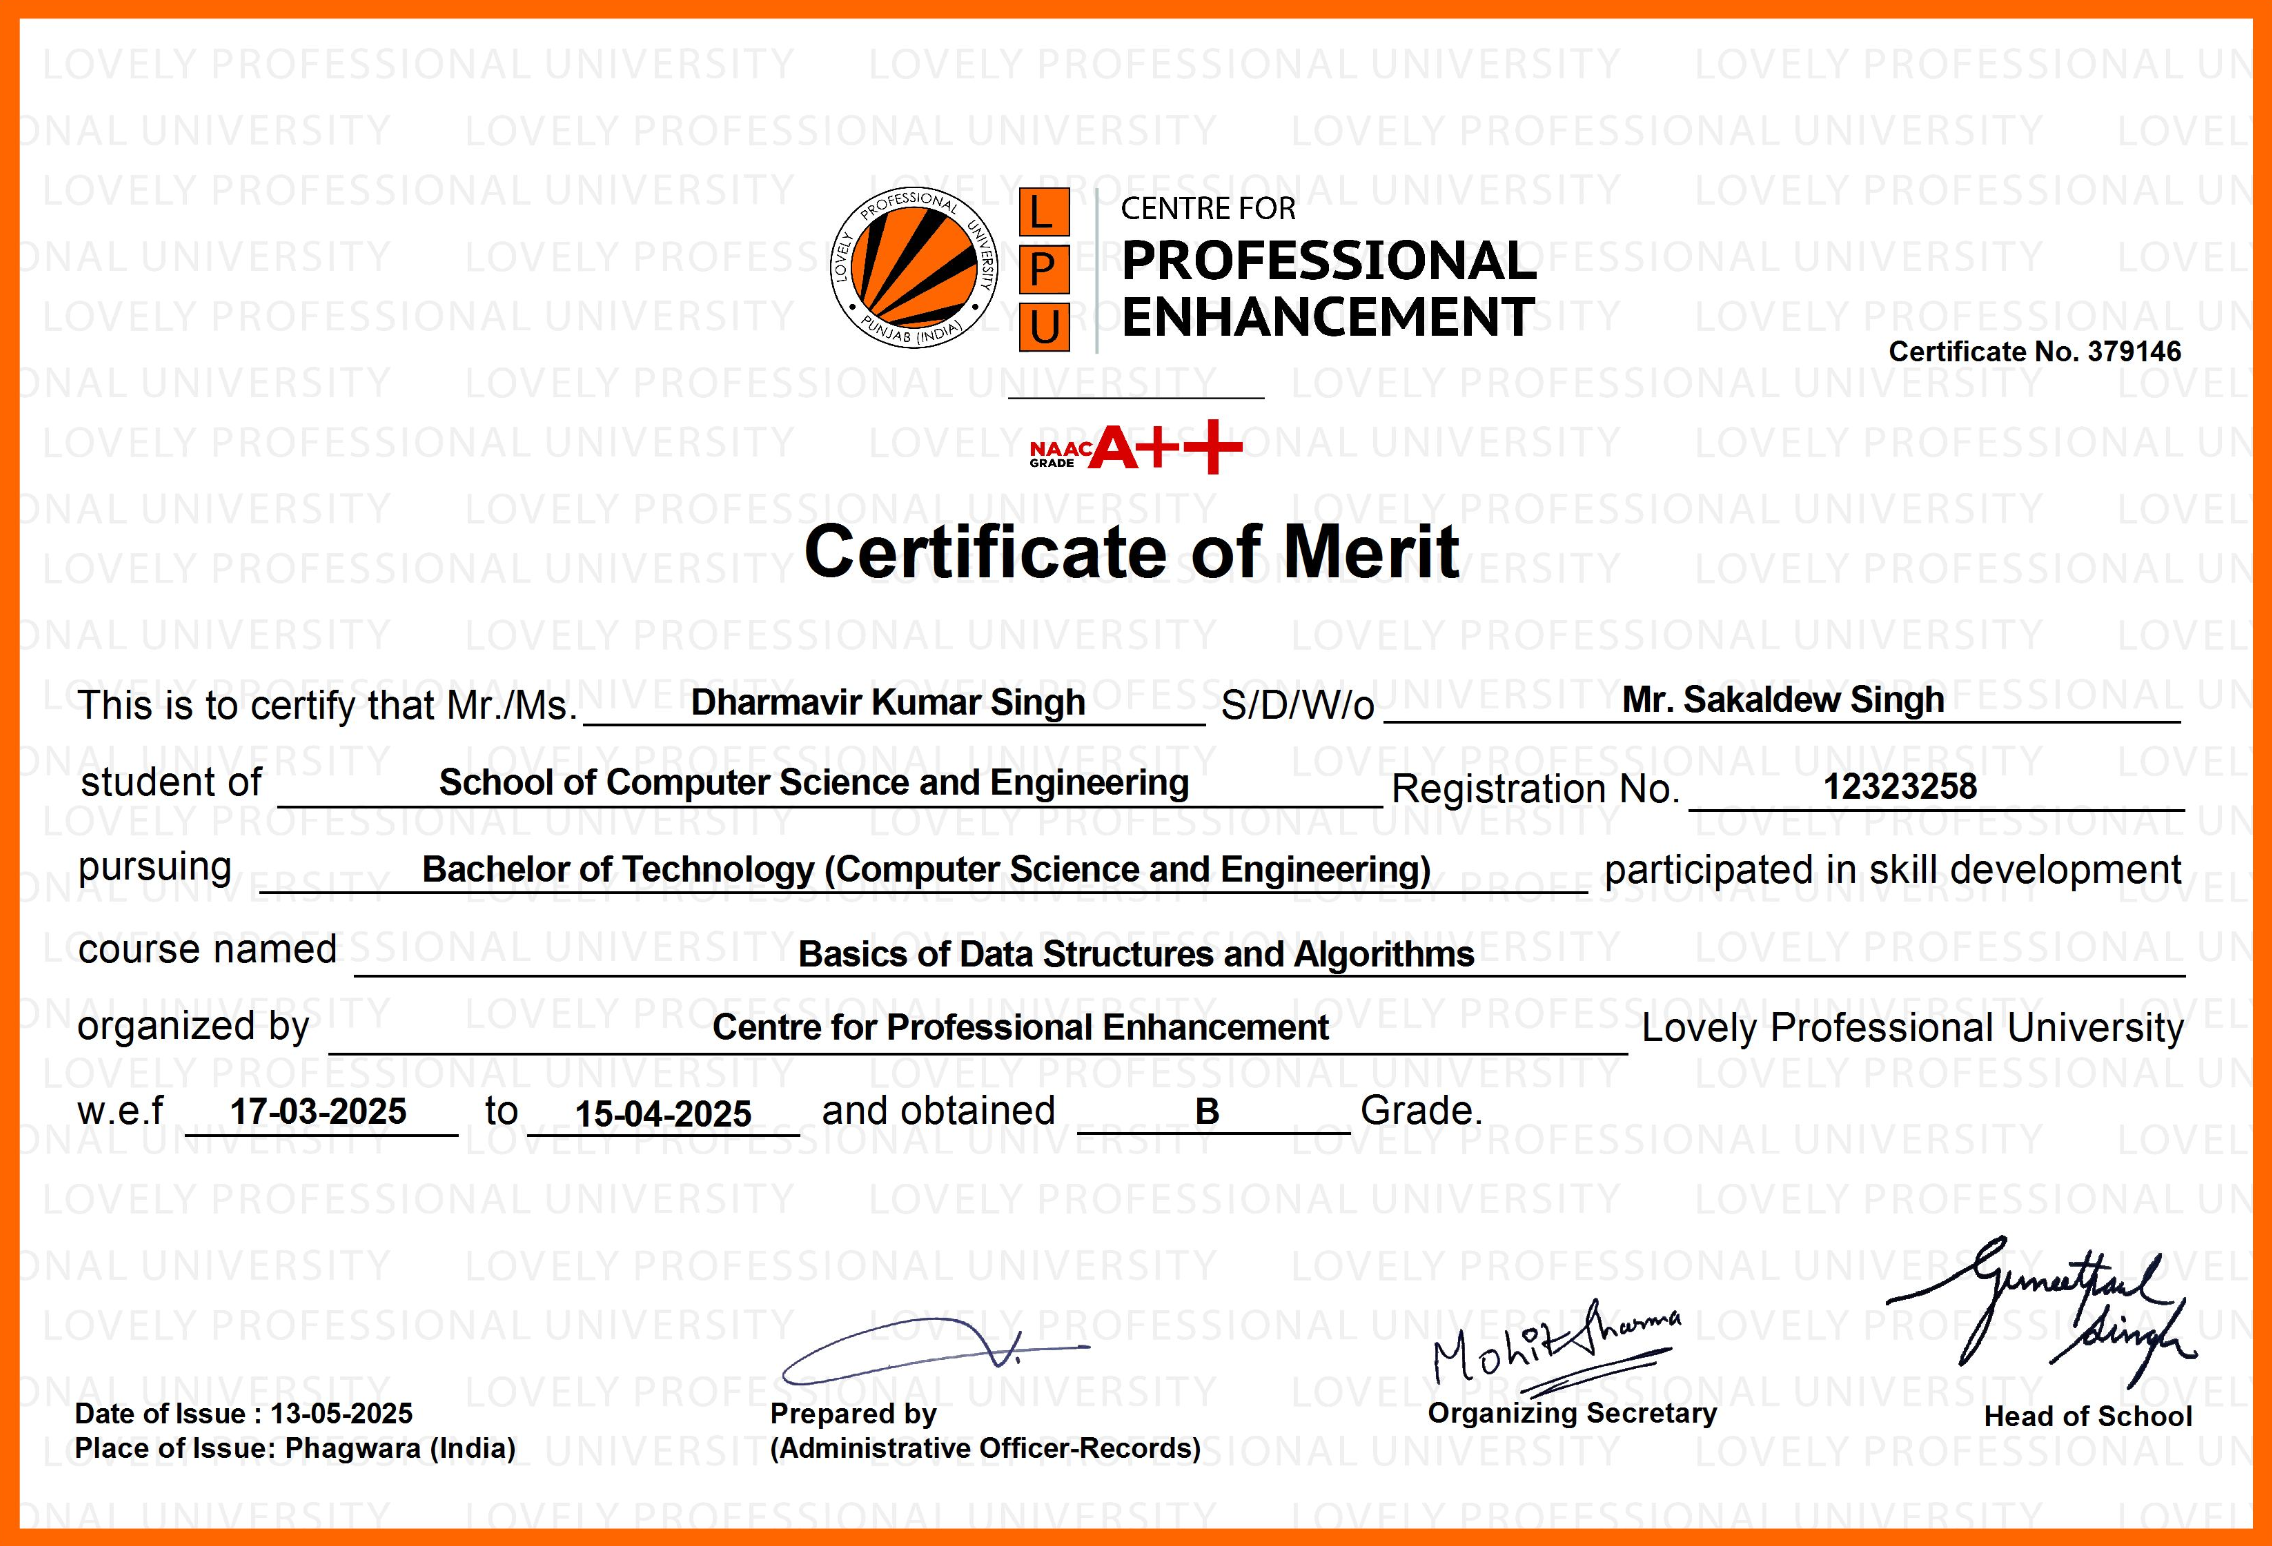 LOVELY PROFESSIONAL UNIVERSITY
PUNJAB (INDIA)
L
P
U
CENTRE FOR
PROFESSIONAL
ENHANCEMENT
Certificate No. 379146
NAAC
GRADE
A++
Certificate of Merit
This is to certify that Mr./Ms. Dharmavir Kumar Singh S/D/W/o Mr. Sakaldew Singh
student of School of Computer Science and Engineering Registration No. 12323258
pursuing Bachelor of Technology (Computer Science and Engineering) participated in skill development
course named Basics of Data Structures and Algorithms
organized by Centre for Professional Enhancement Lovely Professional University
w.e.f 17-03-2025 to 15-04-2025 and obtained B Grade.
Mohit Sharma
Singh
Date of Issue : 13-05-2025
Place of Issue: Phagwara (India)
Prepared by
(Administrative Officer-Records)
Organizing Secretary
Head of School